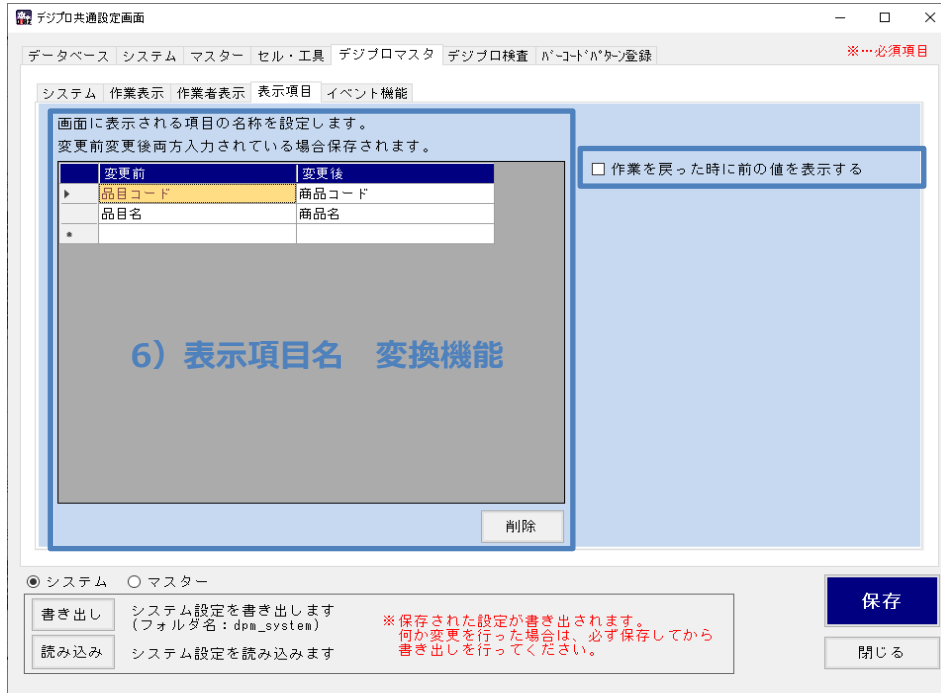 デジプロ共通設定画面
データベース システム マスター セル・工具 デジプロマスタ デジプロ検査 ﾊﾞｰｺｰﾄﾞﾊﾟﾀｰﾝ登録
※…必須項目
システム 作業表示 作業者表示 表示項目 イベント機能
画面に表示される項目の名称を設定します。
変更前変更後両方入力されている場合保存されます。
変更前 変更後
品目コード 商品コード
品目名 商品名
作業を戻った時に前の値を表示する
6）表示項目名 変換機能
削除
システム マスター
書き出し システム設定を書き出します
(フォルダ名：dpm_system)
読み込み システム設定を読み込みます
※保存された設定が書き出されます。
何か変更を行った場合は、必ず保存してから
書き出しを行ってください。
保存
閉じる